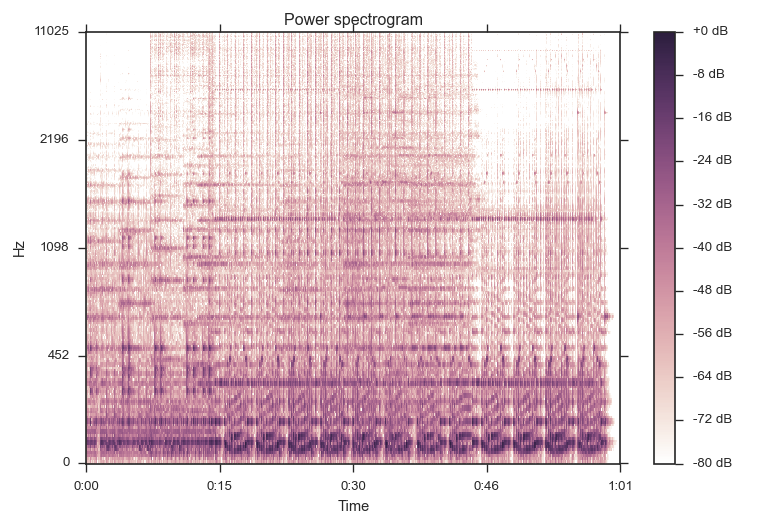 Power spectrogram
11025
2196
1098
452
0
Hz
0:00
0:15
0:30
0:46
1:01
Time
+0 dB
-8 dB
-16 dB
-24 dB
-32 dB
-40 dB
-48 dB
-56 dB
-64 dB
-72 dB
-80 dB